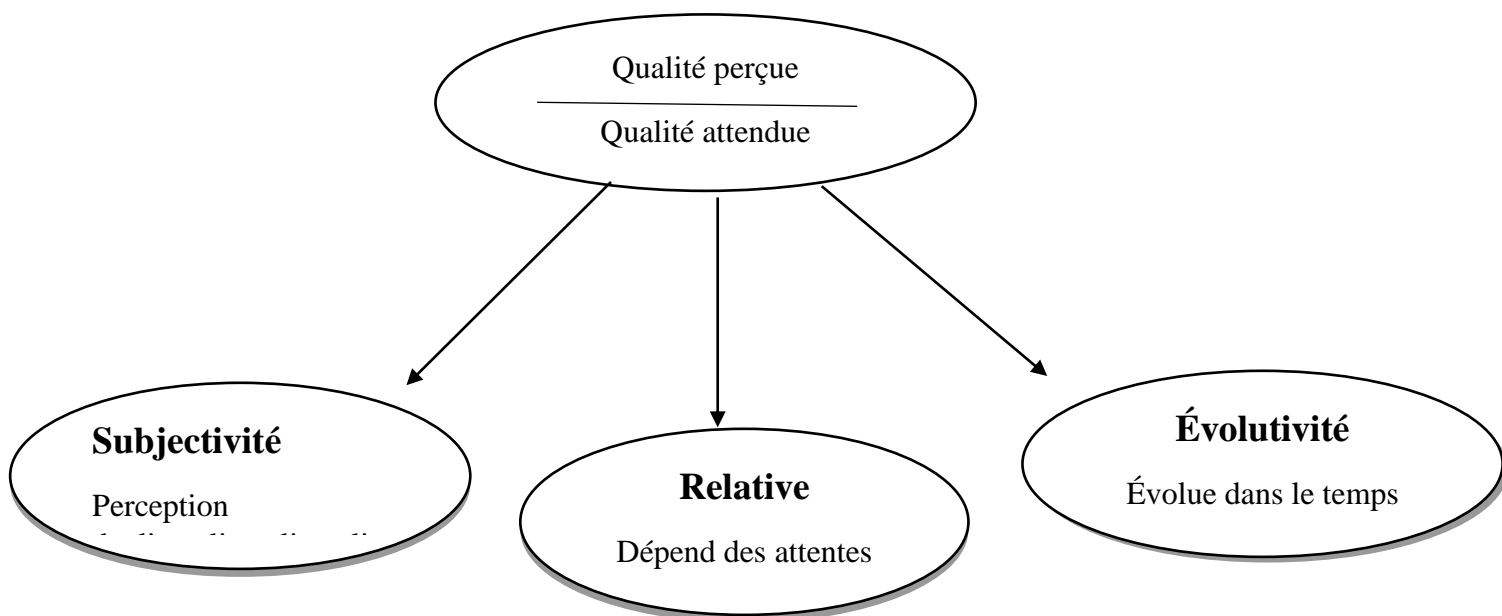 Qualité perçue
Qualité attendue
Subjectivité
Perception
Relative
Dépend des attentes
Évolutivité
Évolue dans le temps